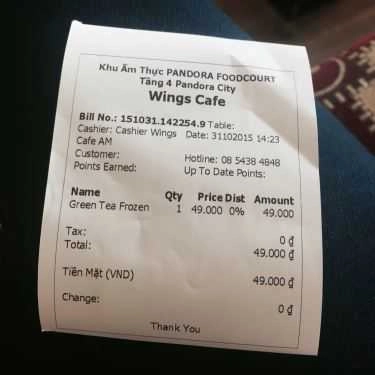 Khu Ẩm Thực PANDORA FOODCOURT
Tầng 4 Pandora City
Wings Cafe
Bill No.: 151031.142254.9 Table:
Cashier: Cashier Wings Date: 31102015 14:23
Cafe AM
Customer: Hotline: 08 5438 4848
Points Earned: Up To Date Points:
Name Qty Price Dist Amount
Green Tea Frozen 1 49.000 0% 49.000
Tax: 0 ₫
Total: 49.000 ₫
Tiền Mặt (VND) 49.000 ₫
Change: 0 ₫
Thank You